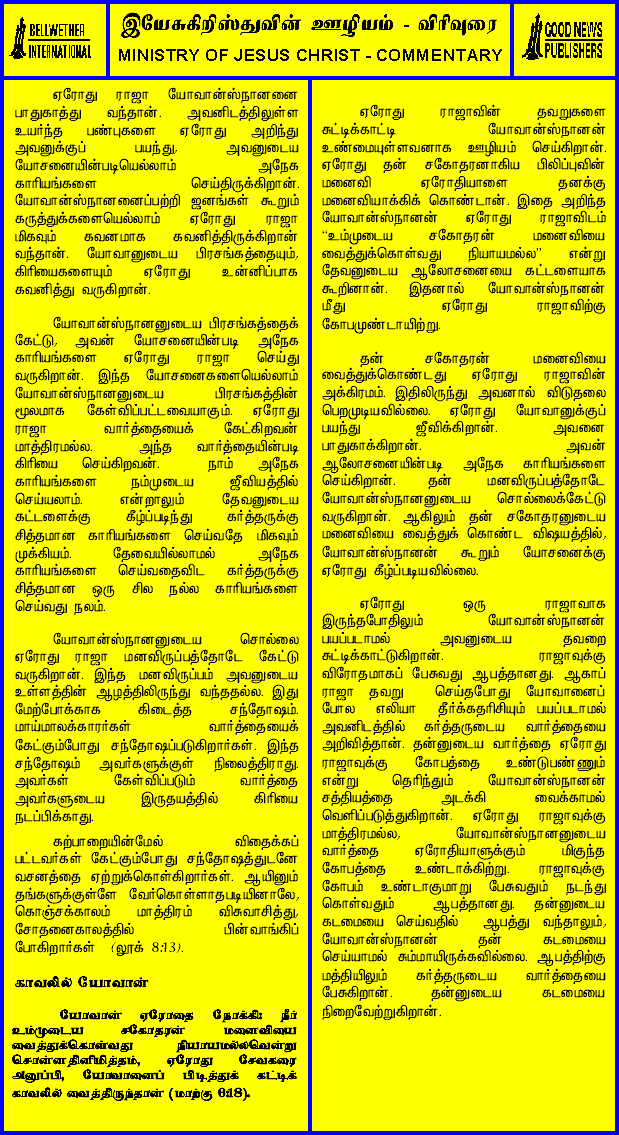 BELLWETHER
INTERNATIONAL
இயேசுகிறிஸ்துவின் ஊழியம் - விரிவுரை
MINISTRY OF JESUS CHRIST - COMMENTARY
GOOD NEWS
PUBLISHERS
ஏரோது ராஜா யோவான்ஸ்நானனை
பாதுகாத்து வந்தான். அவனிடத்திலுள்ள
உயர்ந்த பண்புகளை ஏரோது அறிந்து
அவனுக்குப் பயந்து, அவனுடைய
யோசனையின்படியெல்லாம் அநேக
காரியங்களை செய்திருக்கிறான்.
யோவான்ஸ்நானனைப்பற்றி ஜனங்கள் கூறும்
கருத்துக்களையெல்லாம் ஏரோது ராஜா
மிகவும் கவனமாக கவனித்திருக்கிறான்
வந்தான். யோவானுடைய பிரசங்கத்தையும்,
கிரியைகளையும் ஏரோது உன்னிப்பாக
கவனித்து வருகிறான்.
யோவான்ஸ்நானனுடைய பிரசங்கத்தைக்
கேட்டு, அவன் யோசனையின்படி அநேக
காரியங்களை ஏரோது ராஜா செய்து
வருகிறான். இந்த யோசனைகளையெல்லாம்
யோவான்ஸ்நானனுடைய பிரசங்கத்தின்
மூலமாக கேள்விப்பட்டவையாகும். ஏரோது
ராஜா வார்த்தையைக் கேட்கிறவன்
மாத்திரமல்ல. அந்த வார்த்தையின்படி
கிரியை செய்கிறவன். நாம் அநேக
காரியங்களை நம்முடைய ஜீவியத்தில்
செய்யலாம். என்றாலும் தேவனுடைய
கட்டளைக்கு கீழ்ப்படிந்து கர்த்தருக்கு
சித்தமான காரியங்களை செய்வதே மிகவும்
முக்கியம். தேவையில்லாமல் அநேக
காரியங்களை செய்வதைவிட கர்த்தருக்கு
சித்தமான ஒரு சில நல்ல காரியங்களை
செய்வது நலம்.
யோவான்ஸ்நானனுடைய சொல்லை
ஏரோது ராஜா மனவிருப்பத்தோடே கேட்டு
வருகிறான். இந்த மனவிருப்பம் அவனுடைய
உள்ளத்தின் ஆழத்திலிருந்து வந்ததல்ல. இது
மேற்போக்காக கிடைத்த சந்தோஷம்.
மாய்மாலக்காரர்கள் வார்த்தையைக்
கேட்கும்போது சந்தோஷப்படுகிறார்கள். இந்த
சந்தோஷம் அவர்களுக்குள் நிலைத்திராது.
அவர்கள் கேள்விப்படும் வார்த்தை
அவர்களுடைய இருதயத்தில் கிரியை
நடப்பிக்காது.
கற்பாறையின்மேல் விதைக்கப்
பட்டவர்கள் கேட்கும்போது சந்தோஷத்துடனே
வசனத்தை ஏற்றுக்கொள்கிறார்கள். ஆயினும்
தங்களுக்குள்ளே வேர்கொள்ளாதபடியினாலே,
கொஞ்சக்காலம் மாத்திரம் விசுவாசித்து,
சோதனைகாலத்தில் பின்வாங்கிப்
போகிறார்கள் (லூக் 8:13).
காவலில் யோவான்
யோவான் ஏரோதை நோக்கி: நீர்
உம்முடைய சகோதரன் மனைவியை
வைத்துக்கொள்வது நியாயமல்லவென்று
சொன்னதினிமித்தம், ஏரோது சேவகரை
அனுப்பி, யோவானைப் பிடித்துக் கட்டிக்
காவலில் வைத்திருந்தான் (மாற்கு 6:18).
ஏரோது ராஜாவின் தவறுகளை
சுட்டிக்காட்டி யோவான்ஸ்நானன்
உண்மையுள்ளவனாக ஊழியம் செய்கிறான்.
ஏரோது தன் சகோதரனாகிய பிலிப்புவின்
மனைவி ஏரோதியாளை தனக்கு
மனைவியாக்கிக் கொண்டான். இதை அறிந்த
யோவான்ஸ்நானன் ஏரோது ராஜாவிடம்
“உம்முடைய சகோதரன் மனைவியை
வைத்துக்கொள்வது நியாயமல்ல” என்று
தேவனுடைய ஆலோசனையை கட்டளையாக
கூறினான். இதனால் யோவான்ஸ்நானன்
மீது ஏரோது ராஜாவிற்கு
கோபமுண்டாயிற்று.
தன் சகோதரன் மனைவியை
வைத்துக்கொண்டது ஏரோது ராஜாவின்
அக்கிரமம். இதிலிருந்து அவனால் விடுதலை
பெறமுடியவில்லை. ஏரோது யோவானுக்குப்
பயந்து ஜீவிக்கிறான். அவனை
பாதுகாக்கிறான். அவன்
ஆலோசனையின்படி அநேக காரியங்களை
செய்கிறான். தன் மனவிருப்பத்தோடே
யோவான்ஸ்நானனுடைய சொல்லைக்கேட்டு
வருகிறான். ஆகிலும் தன் சகோதரனுடைய
மனைவியை வைத்துக் கொண்ட விஷயத்தில்,
யோவான்ஸ்நானன் கூறும் யோசனைக்கு
ஏரோது கீழ்ப்படியவில்லை.
ஏரோது ஒரு ராஜாவாக
இருந்தபோதிலும் யோவான்ஸ்நானன்
பயப்படாமல் அவனுடைய தவறை
சுட்டிக்காட்டுகிறான். ராஜாவுக்கு
விரோதமாகப் பேசுவது ஆபத்தானது. ஆகாப்
ராஜா தவறு செய்தபோது யோவானைப்
போல எலியா தீர்க்கதரிசியும் பயப்படாமல்
அவனிடத்தில் கர்த்தருடைய வார்த்தையை
அறிவித்தான். தன்னுடைய வார்த்தை ஏரோது
ராஜாவுக்கு கோபத்தை உண்டுபண்ணும்
என்று தெரிந்தும் யோவான்ஸ்நானன்
சத்தியத்தை அடக்கி வைக்காமல்
வெளிப்படுத்துகிறான். ஏரோது ராஜாவுக்கு
மாத்திரமல்ல, யோவான்ஸ்நானனுடைய
வார்த்தை ஏரோதியாளுக்கும் மிகுந்த
கோபத்தை உண்டாக்கிற்று. ராஜாவுக்கு
கோபம் உண்டாகுமாறு பேசுவதும் நடந்து
கொள்வதும் ஆபத்தானது. தன்னுடைய
கடமையை செய்வதில் ஆபத்து வந்தாலும்,
யோவான்ஸ்நானன் தன் கடமையை
செய்யாமல் சும்மாயிருக்கவில்லை. ஆபத்திற்கு
மத்தியிலும் கர்த்தருடைய வார்த்தையை
பேசுகிறான். தன்னுடைய கடமையை
நிறைவேற்றுகிறான்.